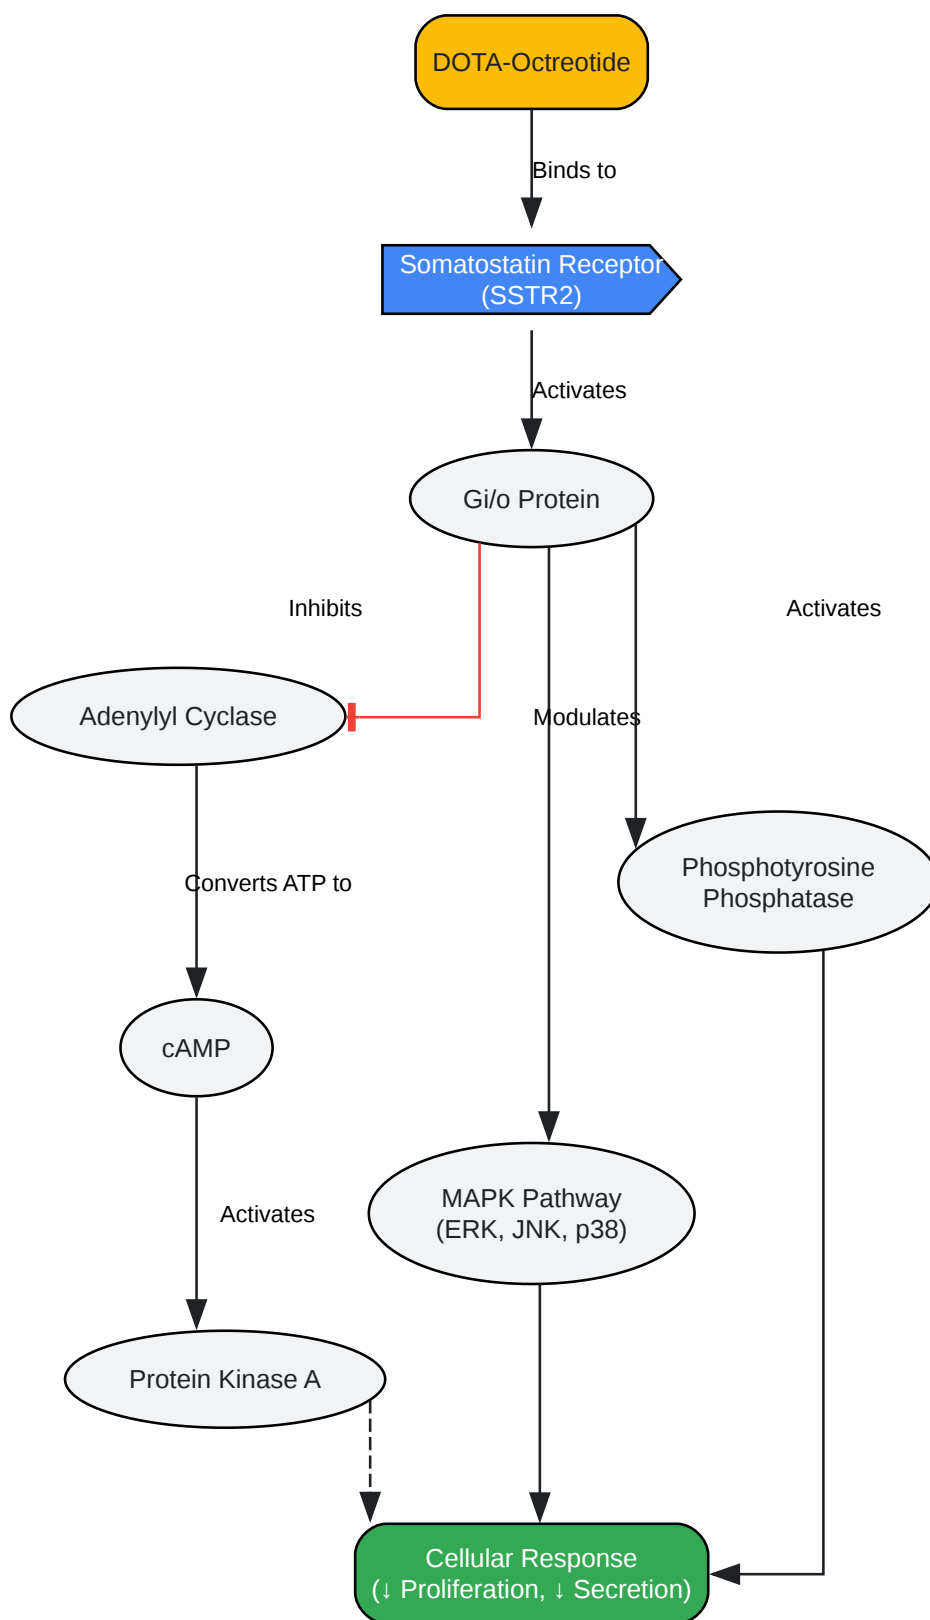 DOTA-Octreotide
Binds to
Somatostatin Receptor
(SSTR2)
Activates
Gi/o Protein
Inhibits
Activates
Adenylyl Cyclase
Modulates
Phosphotyrosine
Phosphatase
Converts ATP to
cAMP
MAPK Pathway
(ERK, JNK, p38)
Activates
Protein Kinase A
Cellular Response
(↓ Proliferation, ↓ Secretion)